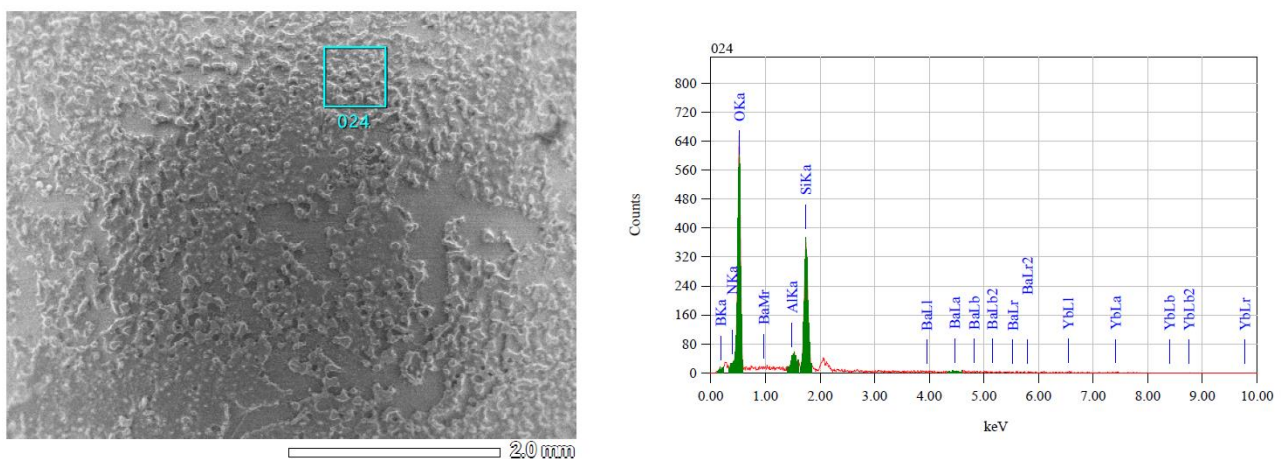 024
2.0 mm
024
Counts
800
720
640
560
480
400
320
240
160
80
0
BKa
NKa
OKa
BaMr
AlKa
SiKa
BaLl
BaLa
BaLb
BaLb2
BaLr
BaLr2
YbLl
YbLa
YbLb
YbLb2
YbLr
0.00 1.00 2.00 3.00 4.00 5.00 6.00 7.00 8.00 9.00 10.00
keV